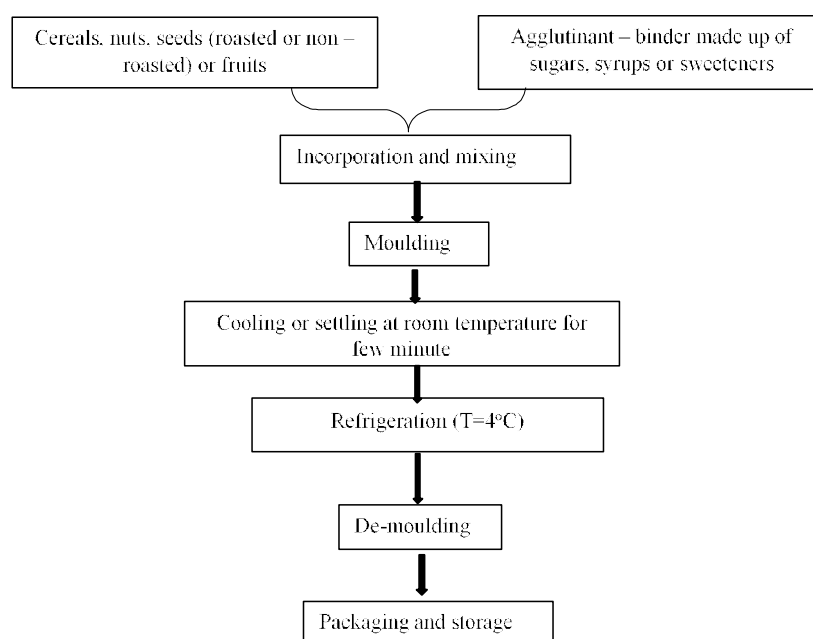 Cereals, nuts, seeds (roasted or non –
roasted) or fruits
Agglutinant – binder made up of
sugars, syrups or sweeteners
Incorporation and mixing
Moulding
Cooling or settling at room temperature for
few minute
Refrigeration (T=4°C)
De-moulding
Packaging and storage